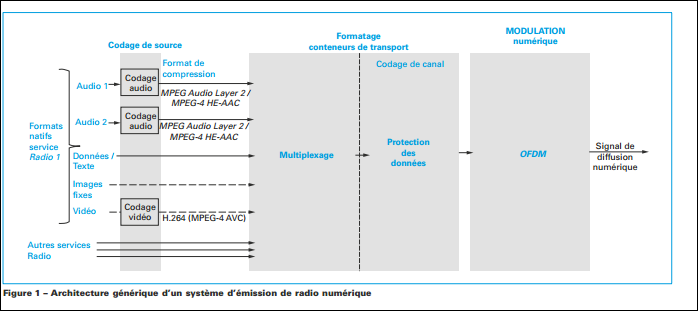 MODULATION
numérique
Formatage
conteneurs de transport
Codage de source
Format de
compression
Codage de canal
Formats
natifs
service
Radio 1
Audio 1
Codage
audio
MPEG Audio Layer 2 /
MPEG-4 HE-AAC
Audio 2
Codage
audio
MPEG Audio Layer 2 /
MPEG-4 HE-AAC
Données /
Texte
Images
fixes
Vidéo
Codage
vidéo
H.264 (MPEG-4 AVC)
Autres services
Radio
Multiplexage
Protection
des
données
OFDM
Signal de
diffusion
numérique
Figure 1 – Architecture générique d'un système d'émission de radio numérique